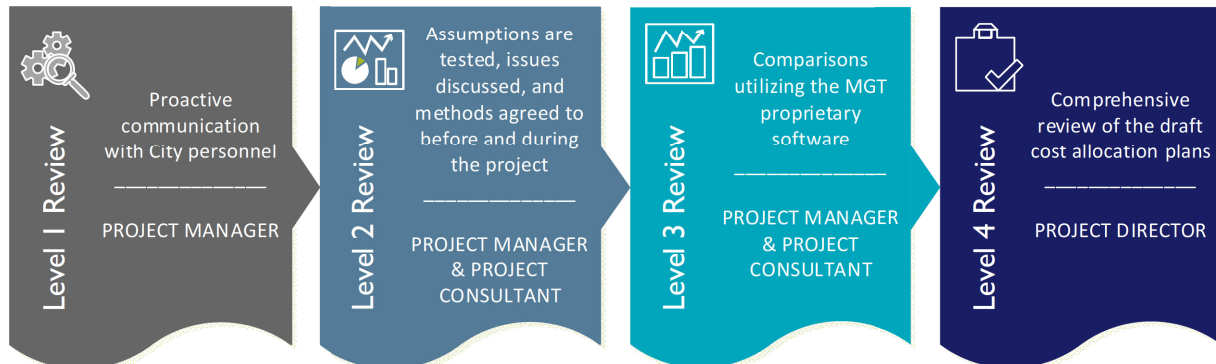 Level 1 Review
Proactive
communication
with City personnel
PROJECT MANAGER
Level 2 Review
Assumptions are
tested, issues
discussed, and
methods agreed to
before and during
the project
PROJECT MANAGER
& PROJECT
CONSULTANT
Level 3 Review
Comparisons
utilizing the MGT
proprietary
software
PROJECT MANAGER
& PROJECT
CONSULTANT
Level 4 Review
Comprehensive
review of the draft
cost allocation plans
PROJECT DIRECTOR